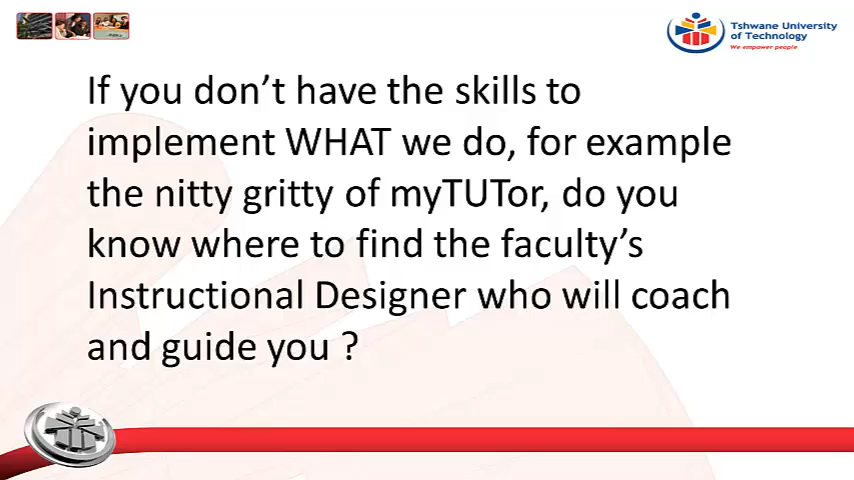 Tshwane University
of Technology
We empower people
If you don’t have the skills to
implement WHAT we do, for example
the nitty gritty of myTUTor, do you
know where to find the faculty’s
Instructional Designer who will coach
and guide you ?